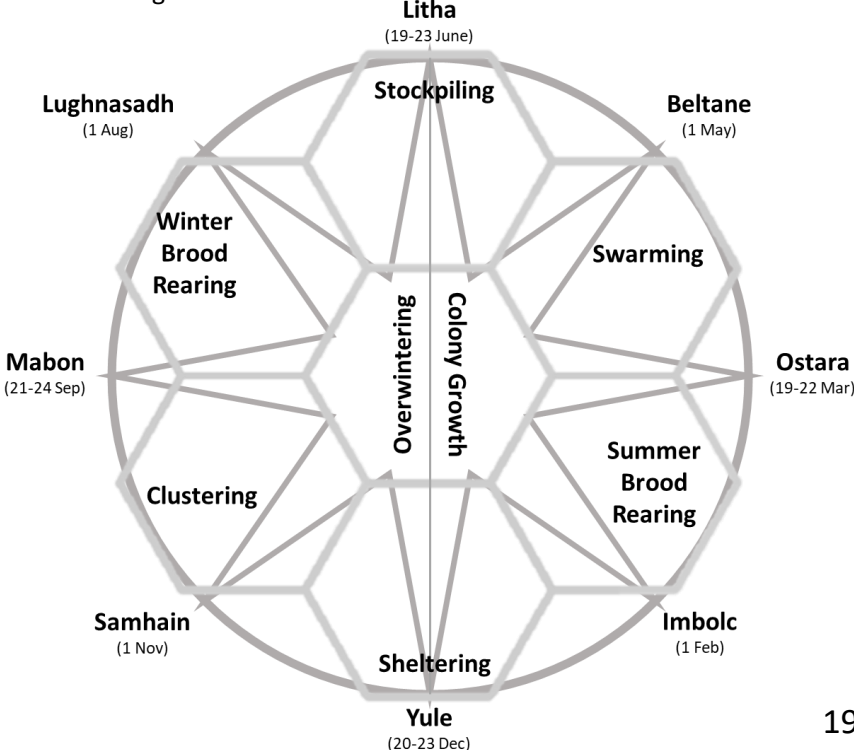 Litha
(19-23 June)
Stockpiling
Lughnasadh
(1 Aug)
Beltane
(1 May)
Winter
Brood
Rearing
Swarming
Overwintering
Colony Growth
Mabon
(21-24 Sep)
Ostara
(19-22 Mar)
Clustering
Summer
Brood
Rearing
Samhain
(1 Nov)
Imbolc
(1 Feb)
Sheltering
Yule
(20-23 Dec)
19